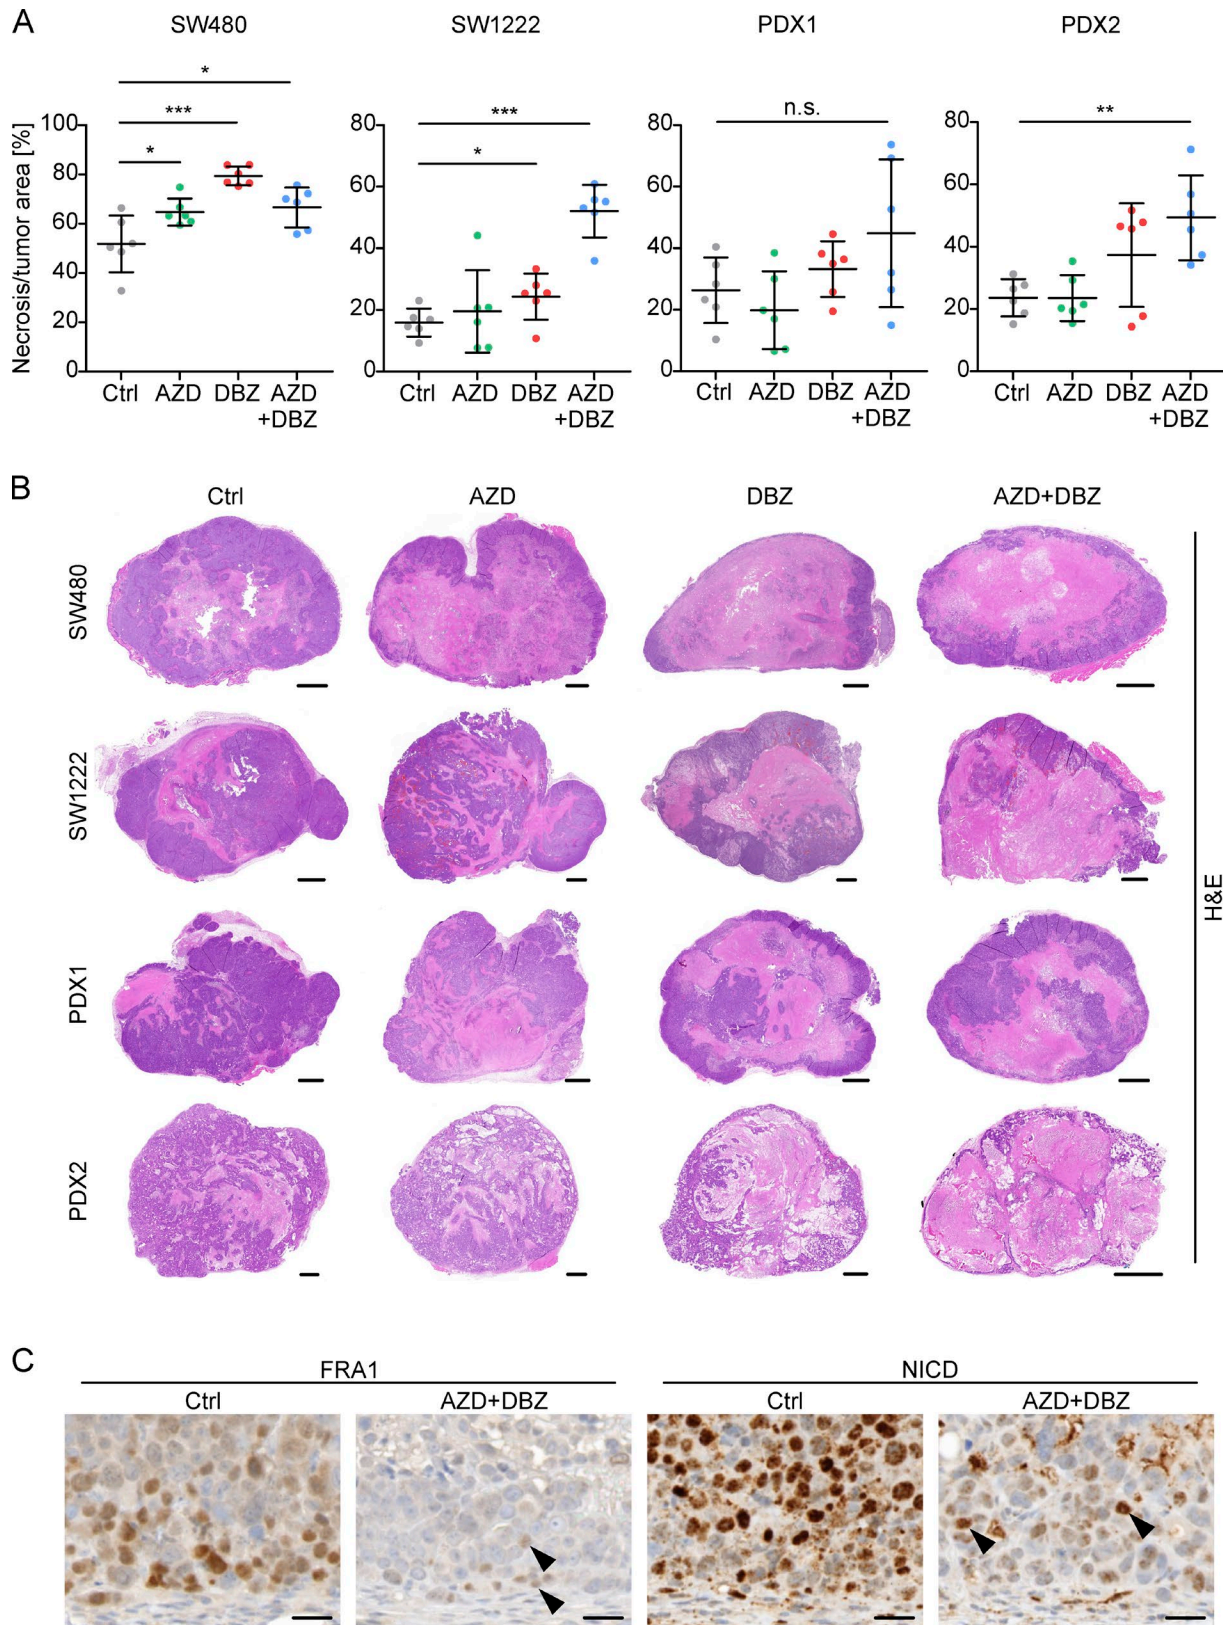 A
SW480 SW1222 PDX1 PDX2
Necrosis/tumor area [%]
* *** *
100
80
60
40
20
0
Ctrl AZD DBZ AZD
+DBZ
*** *
80
60
40
20
0
Ctrl AZD DBZ AZD
+DBZ
n.s.
80
60
40
20
0
Ctrl AZD DBZ AZD
+DBZ
**
80
60
40
20
0
Ctrl AZD DBZ AZD
+DBZ
B
Ctrl AZD DBZ AZD+DBZ
SW480
SW1222
PDX1
PDX2
H&E
C
FRA1 NICD
Ctrl AZD+DBZ Ctrl AZD+DBZ